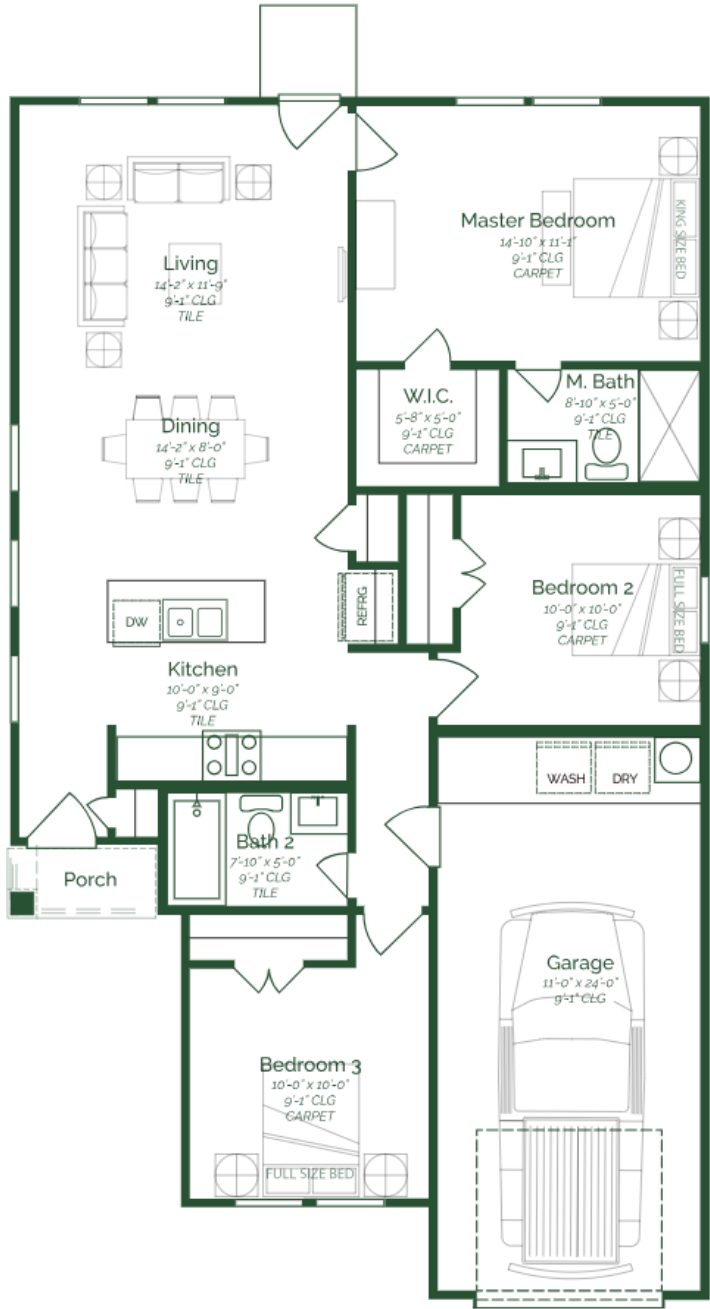 Master Bedroom
14'-10" x 11'-1"
9'-1" CLG
CARPET
KING SIZE BED
Living
14'-2" x 11'-9"
9'-1" CLG
TILE
W.I.C.
5'-8" x 5'-0"
9'-1" CLG
CARPET
M. Bath
8'-10" x 5'-0"
9'-1" CLG
TILE
Dining
14'-2" x 8'-0"
9'-1" CLG
TILE
Bedroom 2
10'-0" x 10'-0"
9'-1" CLG
CARPET
FULL SIZE BED
REFRG
DW
Kitchen
10'-0" x 9'-0"
9'-1" CLG
TILE
WASH
DRY
Bath 2
7'-10" x 5'-0"
9'-1" CLG
TILE
Porch
Garage
11'-0" x 24'-0"
9'-1" CLG
Bedroom 3
10'-0" x 10'-0"
9'-1" CLG
CARPET
FULL SIZE BED